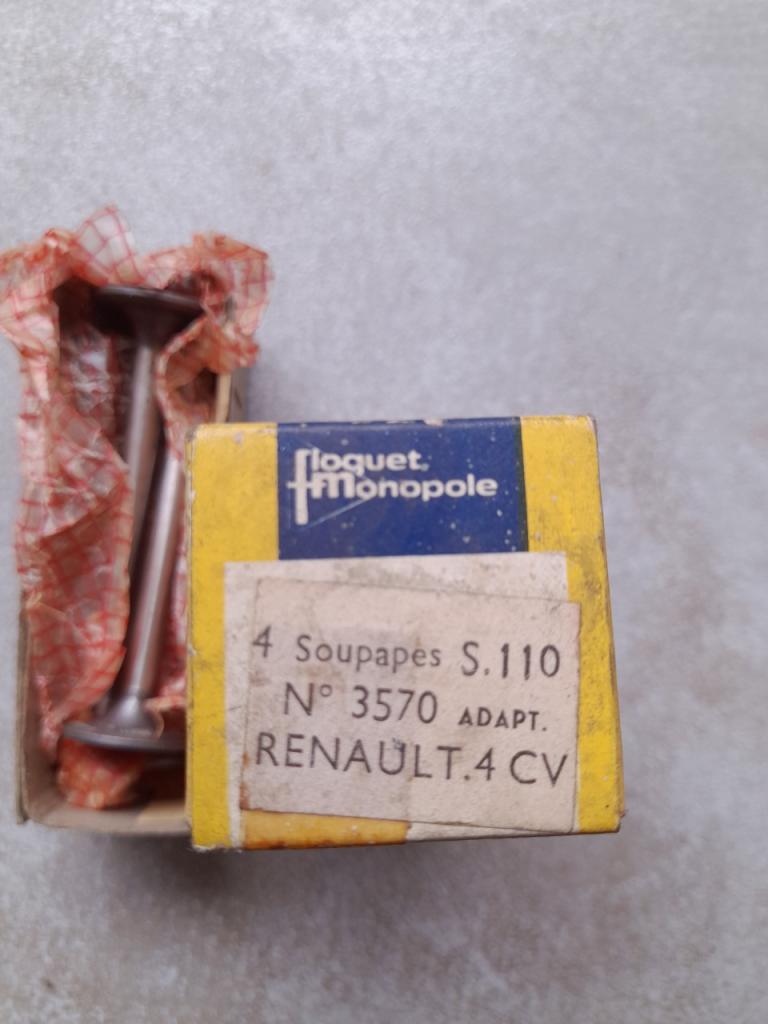 floquet
monopole
4 Soupapes S.110
N° 3570 ADAPT.
RENAULT.4 CV